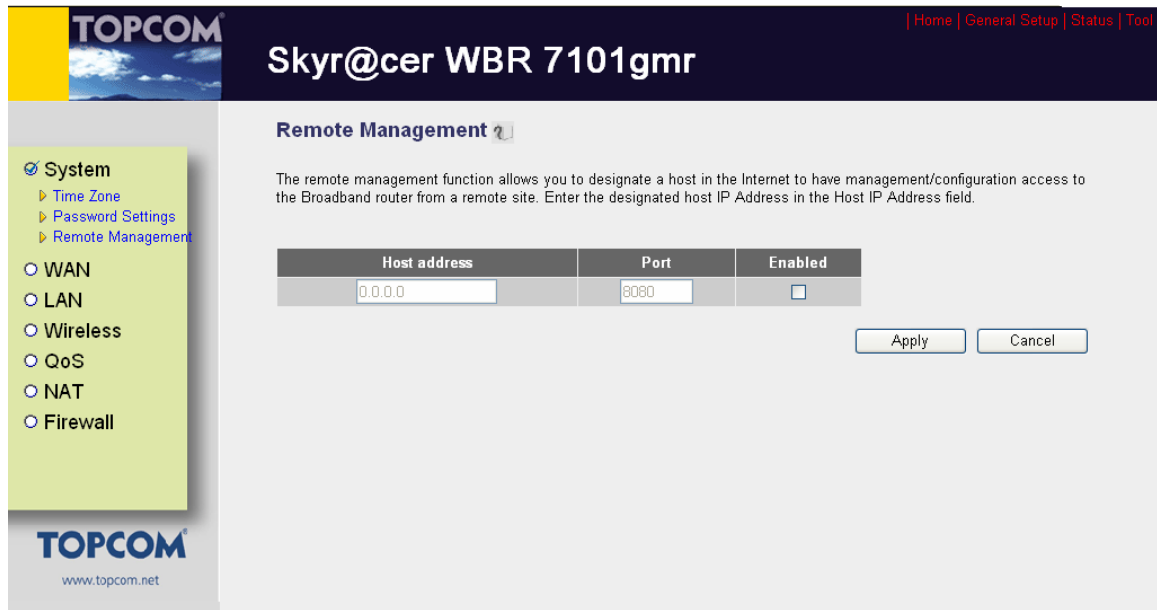 TOPCOM
| Home | General Setup | Status | Tool
Skyr@cer WBR 7101gmr
Remote Management
System
Time Zone
Password Settings
Remote Management
WAN
LAN
Wireless
QoS
NAT
Firewall
TOPCOM
www.topcom.net
The remote management function allows you to designate a host in the Internet to have management/configuration access to
the Broadband router from a remote site. Enter the designated host IP Address in the Host IP Address field.
Host address Port Enabled
0.0.0.0 8080
Apply Cancel